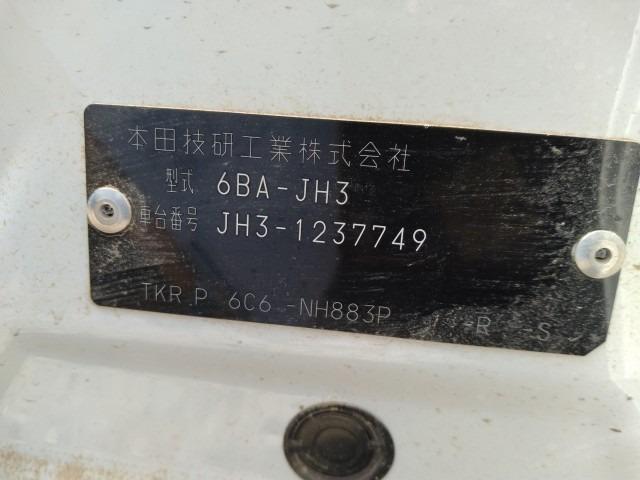 本田技研工業株式会社
型式 6BA-JH3
車台番号 JH3-1237749
TKR P 6C6 -NH883P -R -S